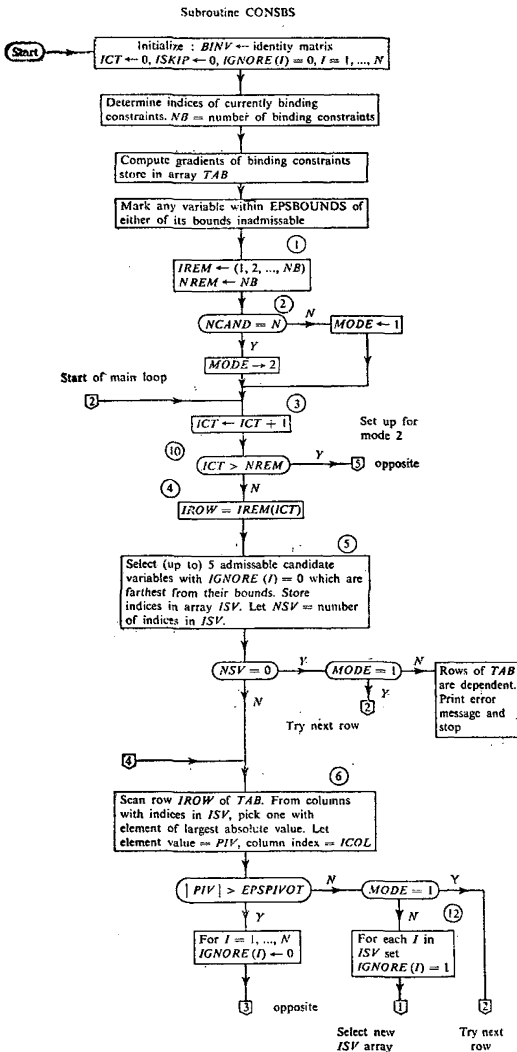 Subroutine CONSBS
Start
Initialize : BINV ← identity matrix
ICT ← 0, ISKIP ← 0, IGNORE (I) = 0, I = 1, ..., N
Determine indices of currently binding
constraints. NB = number of binding constraints
Compute gradients of binding constraints
store in array TAB
Mark any variable within EPSBOUNDS of
either of its bounds inadmissable
1
IREM ← (1, 2, ..., NB)
NREM ← NB
2
NCAND = N
N
MODE ← 1
Y
MODE → 2
Start of main loop
2
3
ICT ← ICT + 1
Set up for
mode 2
10
ICT > NREM
Y
5
opposite
N
4
IROW = IREM(ICT)
5
Select (up to) 5 admissable candidate
variables with IGNORE (I) = 0 which are
farthest from their bounds. Store
indices in array ISV. Let NSV = number
of indices in ISV.
NSV = 0
Y
MODE = 1
N
Rows of TAB
are dependent.
Print error
message and
stop
N
Y
2
Try next row
4
6
Scan row IROW of TAB. From columns
with indices in ISV, pick one with
element of largest absolute value. Let
element value = PIV, column index = ICOL
| PIV | > EPSPIVOT
N
MODE = 1
Y
Y
N
12
For I = 1, ..., N
IGNORE (I) ← 0
For each I in
ISV set
IGNORE (I) = 1
3
opposite
1
2
Select new
ISV array
Try next
row